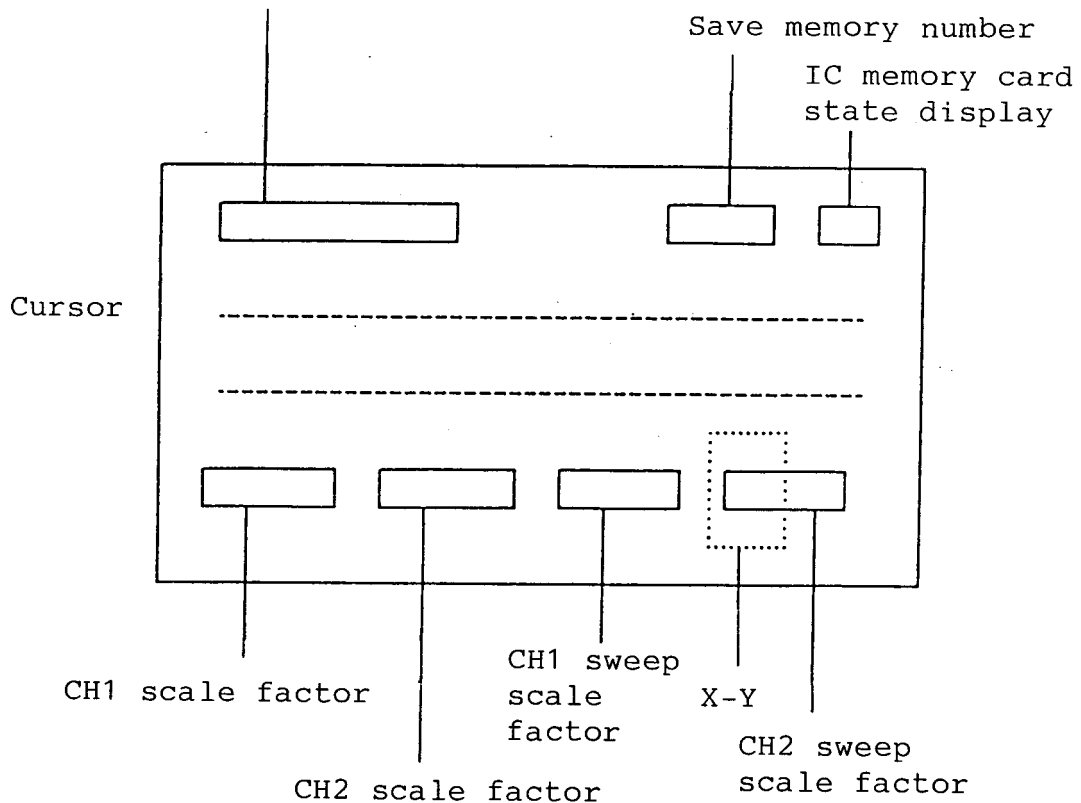 Save memory number
IC memory card
state display
Cursor
CH1 scale factor
CH2 scale factor
CH1 sweep
scale
factor
X-Y
CH2 sweep
scale factor